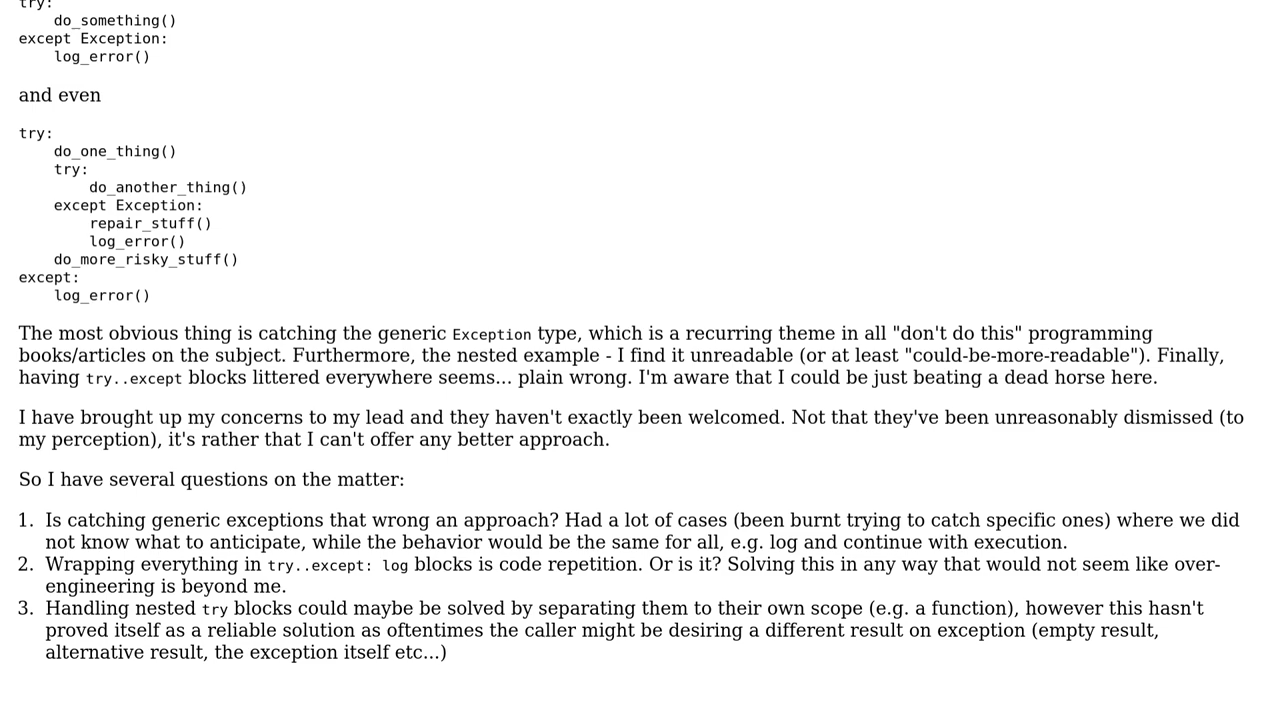 try:
    do_something()
except Exception:
    log_error()
and even
try:
    do_one_thing()
    try:
        do_another_thing()
    except Exception:
        repair_stuff()
        log_error()
    do_more_risky_stuff()
except:
    log_error()
The most obvious thing is catching the generic Exception type, which is a recurring theme in all "don't do this" programming
books/articles on the subject. Furthermore, the nested example - I find it unreadable (or at least "could-be-more-readable"). Finally,
having try..except blocks littered everywhere seems... plain wrong. I'm aware that I could be just beating a dead horse here.
I have brought up my concerns to my lead and they haven't exactly been welcomed. Not that they've been unreasonably dismissed (to
my perception), it's rather that I can't offer any better approach.
So I have several questions on the matter:
1. Is catching generic exceptions that wrong an approach? Had a lot of cases (been burnt trying to catch specific ones) where we did
not know what to anticipate, while the behavior would be the same for all, e.g. log and continue with execution.
2. Wrapping everything in try..except: log blocks is code repetition. Or is it? Solving this in any way that would not seem like over-
engineering is beyond me.
3. Handling nested try blocks could maybe be solved by separating them to their own scope (e.g. a function), however this hasn't
proved itself as a reliable solution as oftentimes the caller might be desiring a different result on exception (empty result,
alternative result, the exception itself etc...)